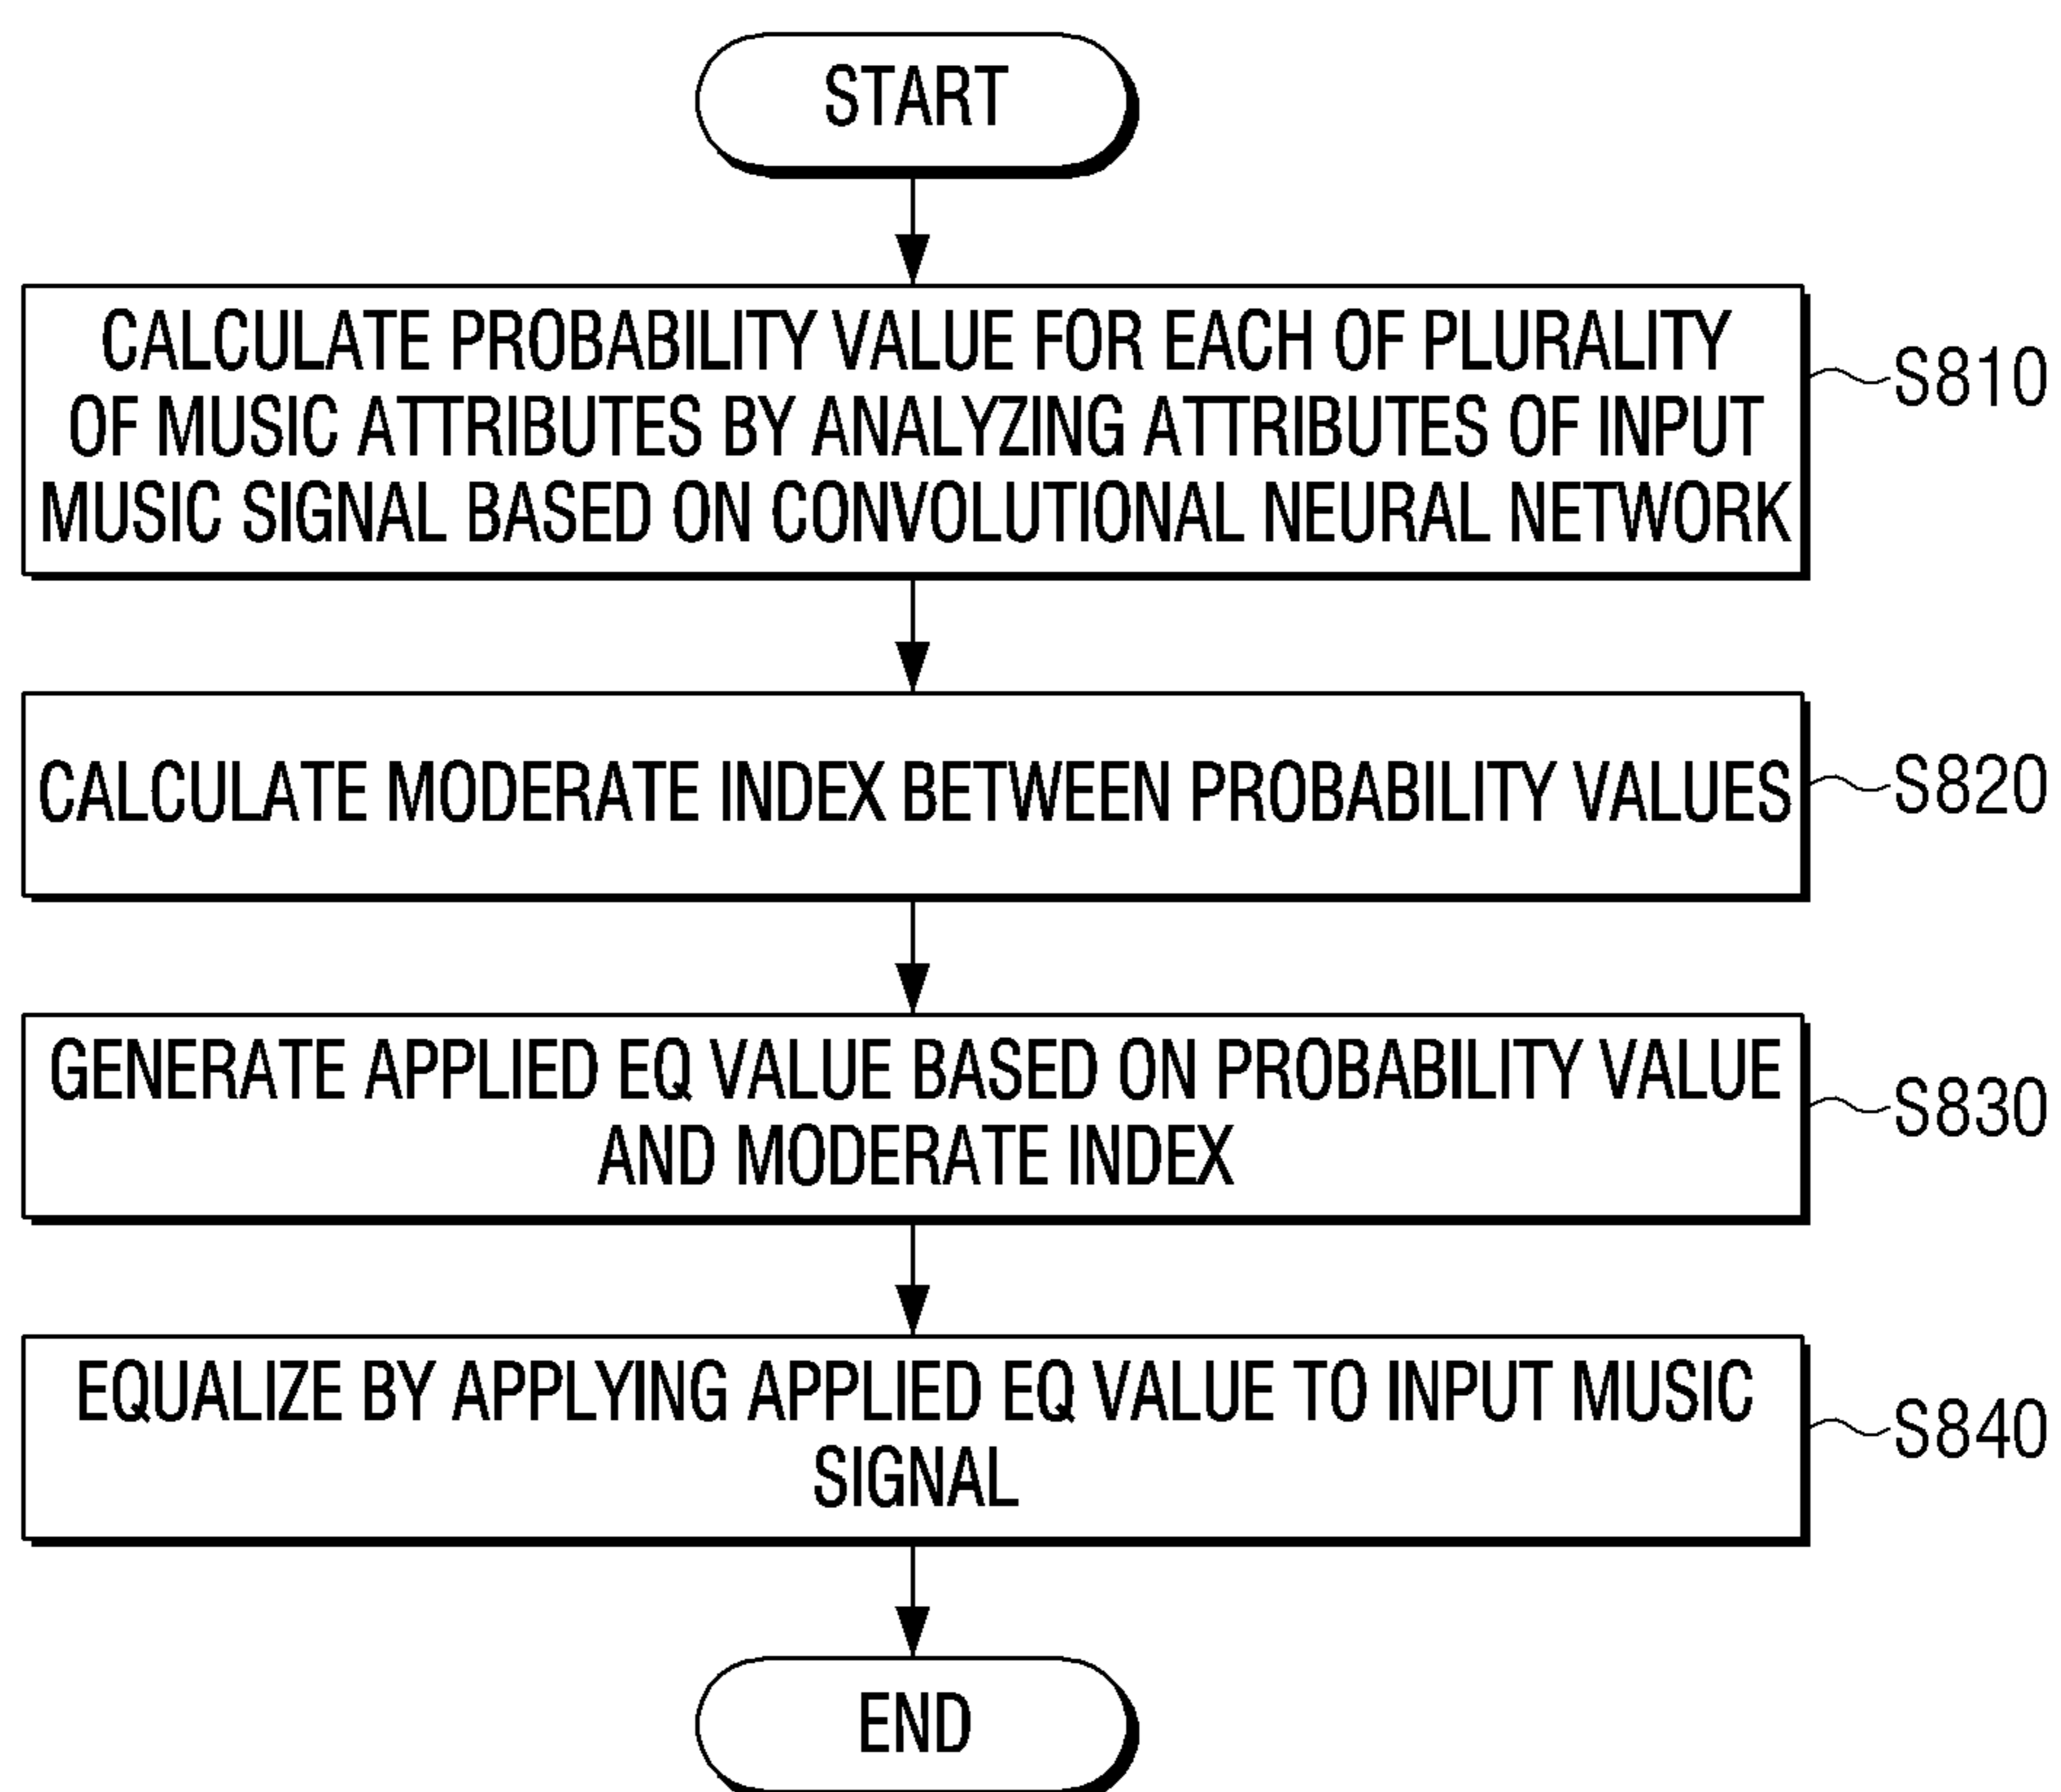 START
CALCULATE PROBABILITY VALUE FOR EACH OF PLURALITY
OF MUSIC ATTRIBUTES BY ANALYZING ATTRIBUTES OF INPUT
MUSIC SIGNAL BASED ON CONVOLUTIONAL NEURAL NETWORK
S810
CALCULATE MODERATE INDEX BETWEEN PROBABILITY VALUES
S820
GENERATE APPLIED EQ VALUE BASED ON PROBABILITY VALUE
AND MODERATE INDEX
S830
EQUALIZE BY APPLYING APPLIED EQ VALUE TO INPUT MUSIC
SIGNAL
S840
END